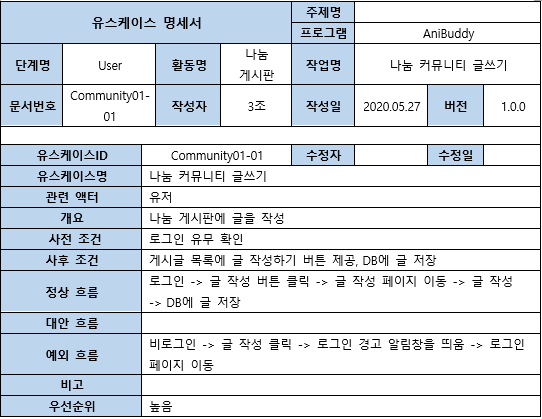 유스케이스 명세서
주제명
프로그램 AniBuddy
단계명 User 활동명 나눔 게시판 작업명 나눔 커뮤니티 글쓰기
문서번호 Community01-01 작성자 3조 작성일 2020.05.27 버전 1.0.0
유스케이스ID Community01-01 수정자 수정일
유스케이스명 나눔 커뮤니티 글쓰기
관련 액터 유저
개요 나눔 게시판에 글을 작성
사전 조건 로그인 유무 확인
사후 조건 게시글 목록에 글 작성하기 버튼 제공, DB에 글 저장
정상 흐름 로그인 -> 글 작성 버튼 클릭 -> 글 작성 페이지 이동 -> 글 작성
-> DB에 글 저장
대안 흐름
예외 흐름 비로그인 -> 글 작성 클릭 -> 로그인 경고 알림창을 띄움 -> 로그인
페이지 이동
비고
우선순위 높음